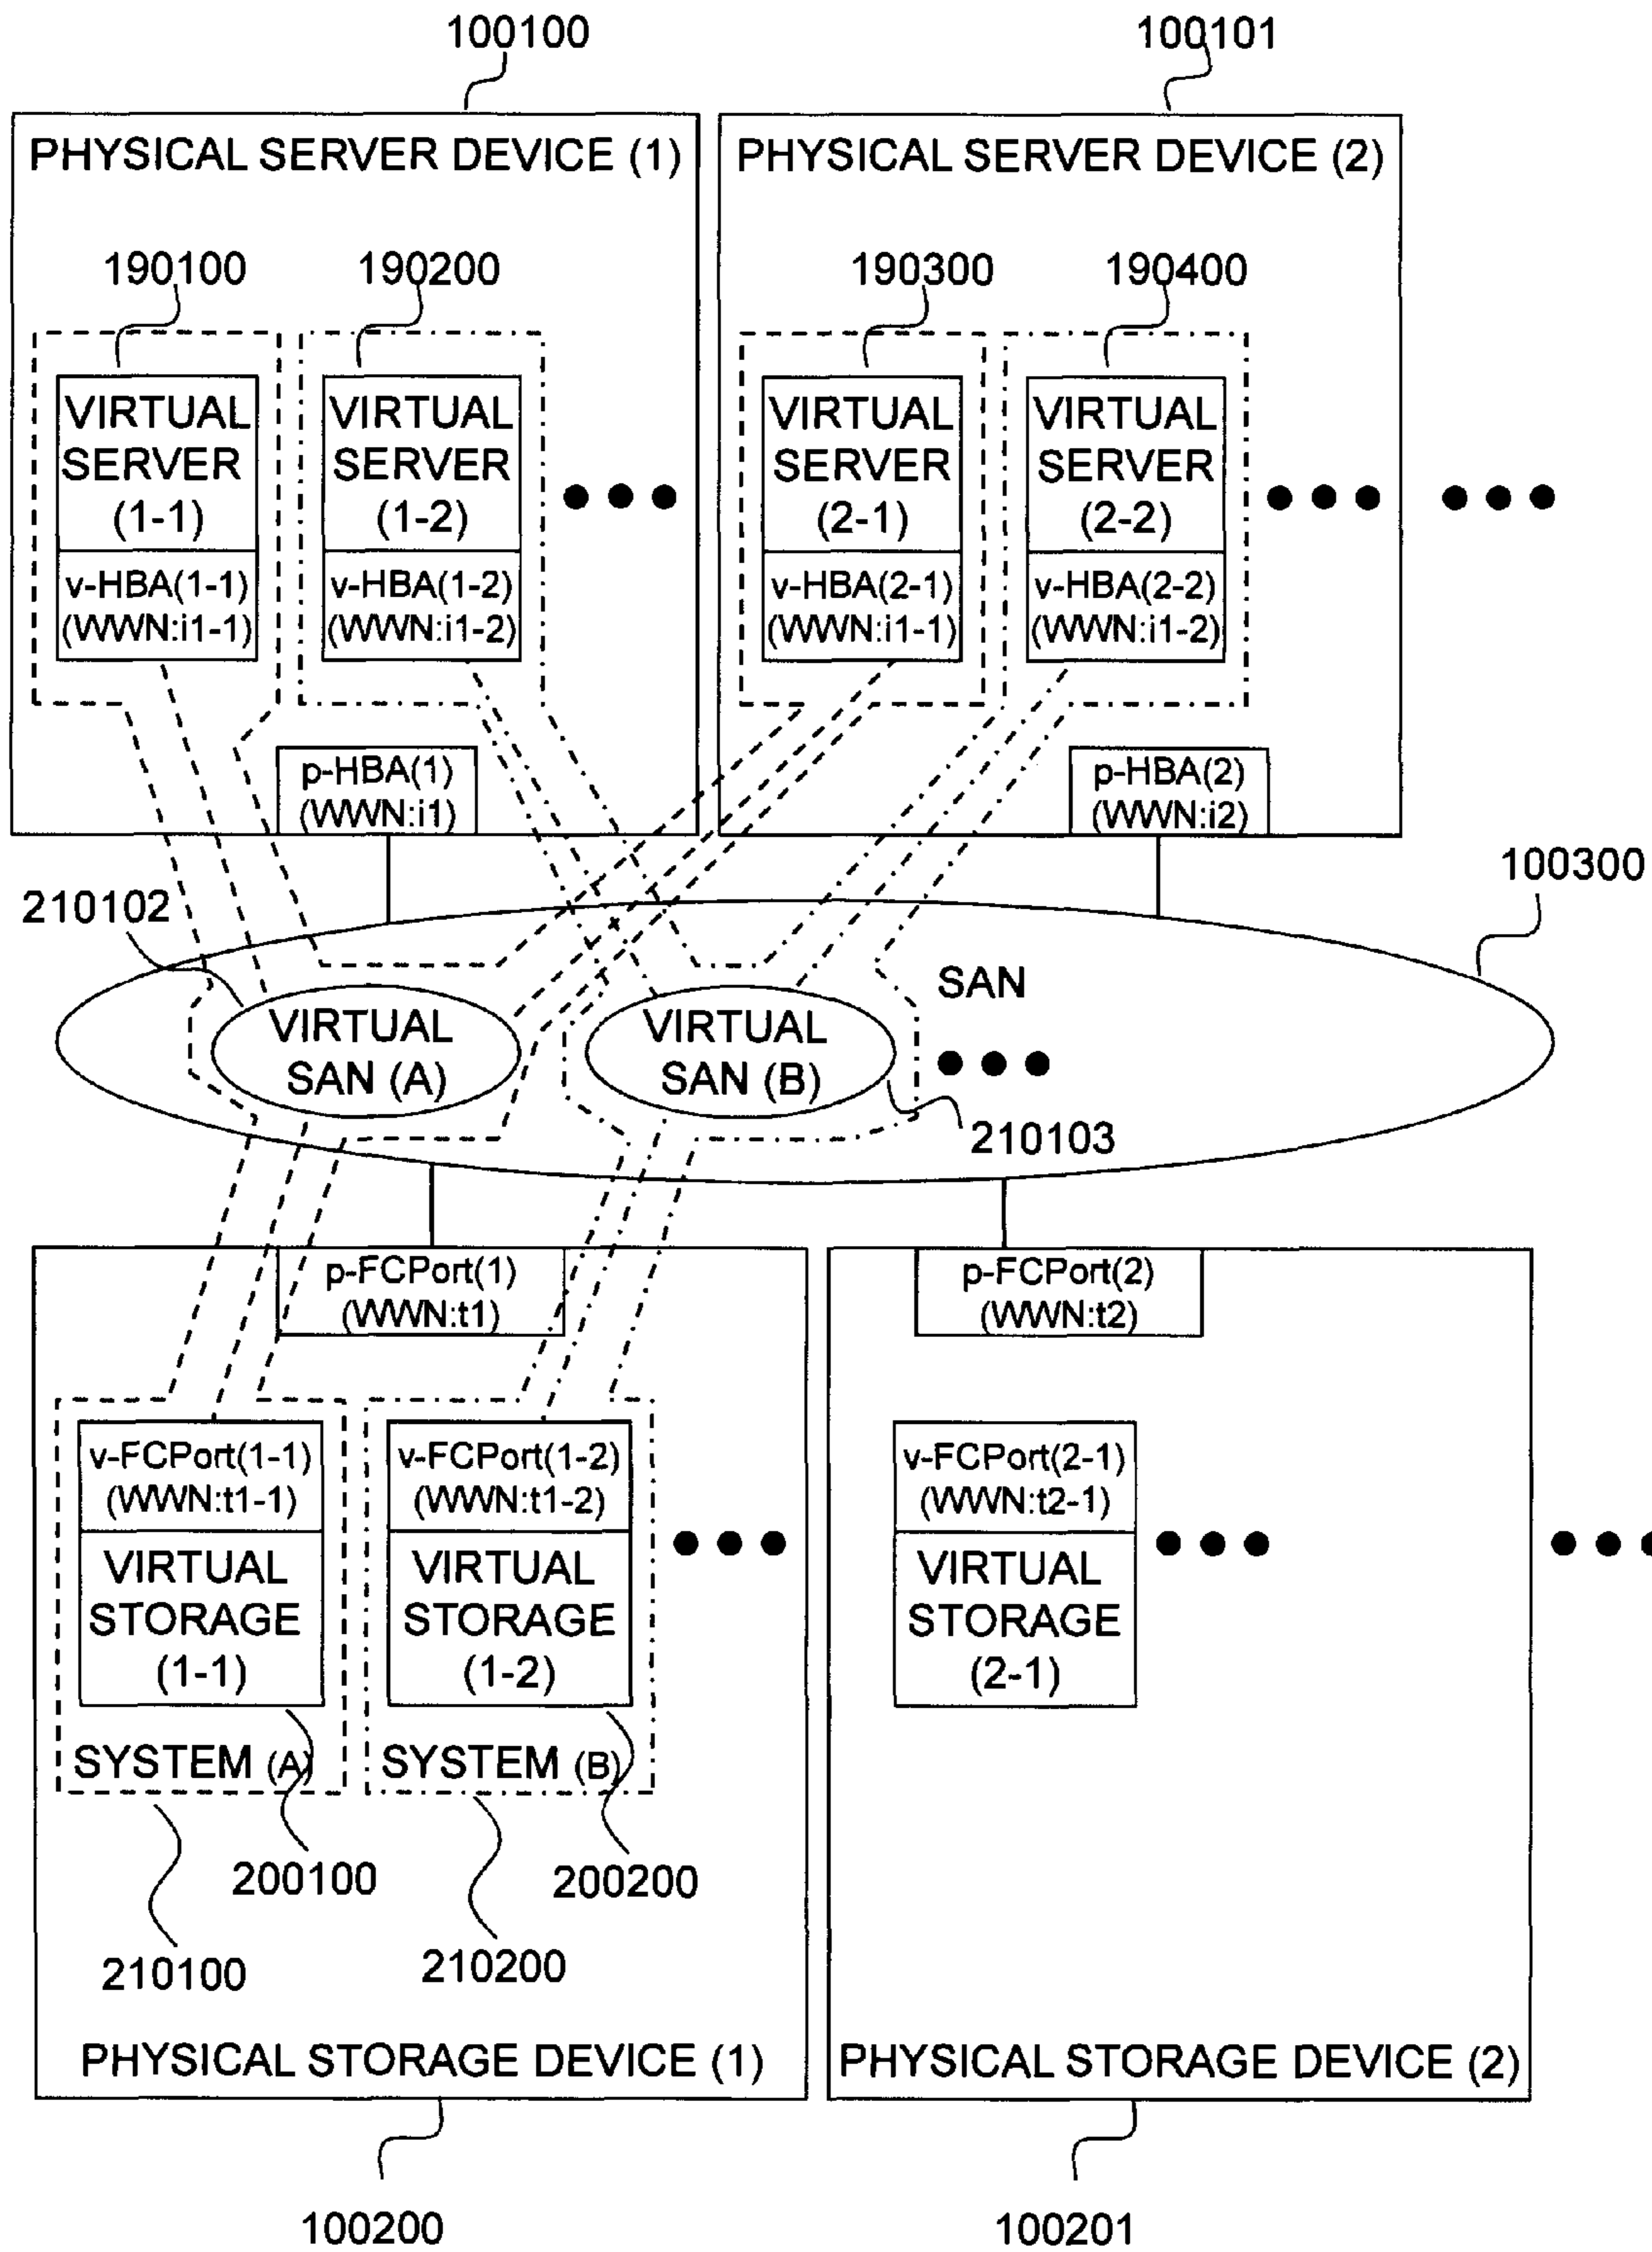 100100
100101
PHYSICAL SERVER DEVICE (1)
PHYSICAL SERVER DEVICE (2)
190100
190200
190300
190400
VIRTUAL
SERVER
(1-1)
v-HBA(1-1)
(WWN:i1-1)
VIRTUAL
SERVER
(1-2)
v-HBA(1-2)
(WWN:i1-2)
VIRTUAL
SERVER
(2-1)
v-HBA(2-1)
(WWN:i1-1)
VIRTUAL
SERVER
(2-2)
v-HBA(2-2)
(WWN:i1-2)
p-HBA(1)
(WWN:i1)
p-HBA(2)
(WWN:i2)
100300
210102
SAN
VIRTUAL
SAN (A)
VIRTUAL
SAN (B)
210103
p-FCPort(1)
(WWN:t1)
p-FCPort(2)
(WWN:t2)
v-FCPort(1-1)
(WWN:t1-1)
VIRTUAL
STORAGE
(1-1)
v-FCPort(1-2)
(WWN:t1-2)
VIRTUAL
STORAGE
(1-2)
v-FCPort(2-1)
(WWN:t2-1)
VIRTUAL
STORAGE
(2-1)
SYSTEM (A)
SYSTEM (B)
200100
200200
210100
210200
PHYSICAL STORAGE DEVICE (1)
PHYSICAL STORAGE DEVICE (2)
100200
100201